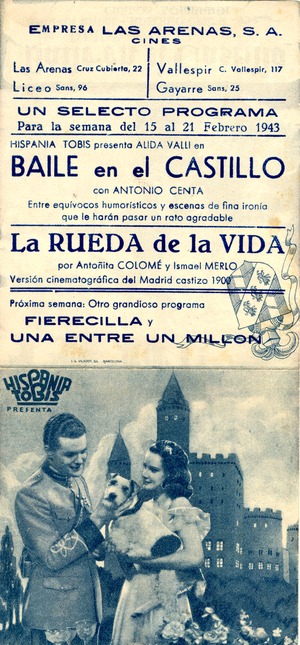 EMPRESA LAS ARENAS, S. A.
CINES
Las Arenas Cruz Cubierta, 22
Vallespir C. Vallespir, 117
Liceo Sans, 96
Gayarre Sans, 25
UN SELECTO PROGRAMA
Para la semana del 15 al 21 Febrero 1943
HISPANIA TOBIS presenta ALIDA VALLI en
BAILE en el CASTILLO
con ANTONIO CENTA
Entre equívocos humorísticos y escenas de fina ironía
que le harán pasar un rato agradable
La RUEDA de la VIDA
por Antoñita COLOMÉ y Ismael MERLO
Versión cinematográfica del Madrid castizo 1900
Próxima semana: Otro grandioso programa
FIERECILLA y
UNA ENTRE UN MILLON
BARCELONA
HISPANIA
TOBIS
PRESENTA